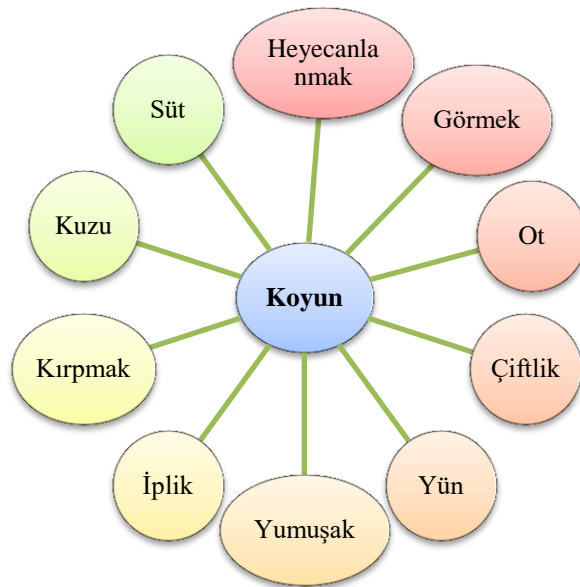 Heyecanla
nmak
Görmek
Ot
Çiftlik
Yün
Yumuşak
İplik
Kırpmak
Kuzu
Süt
Koyun